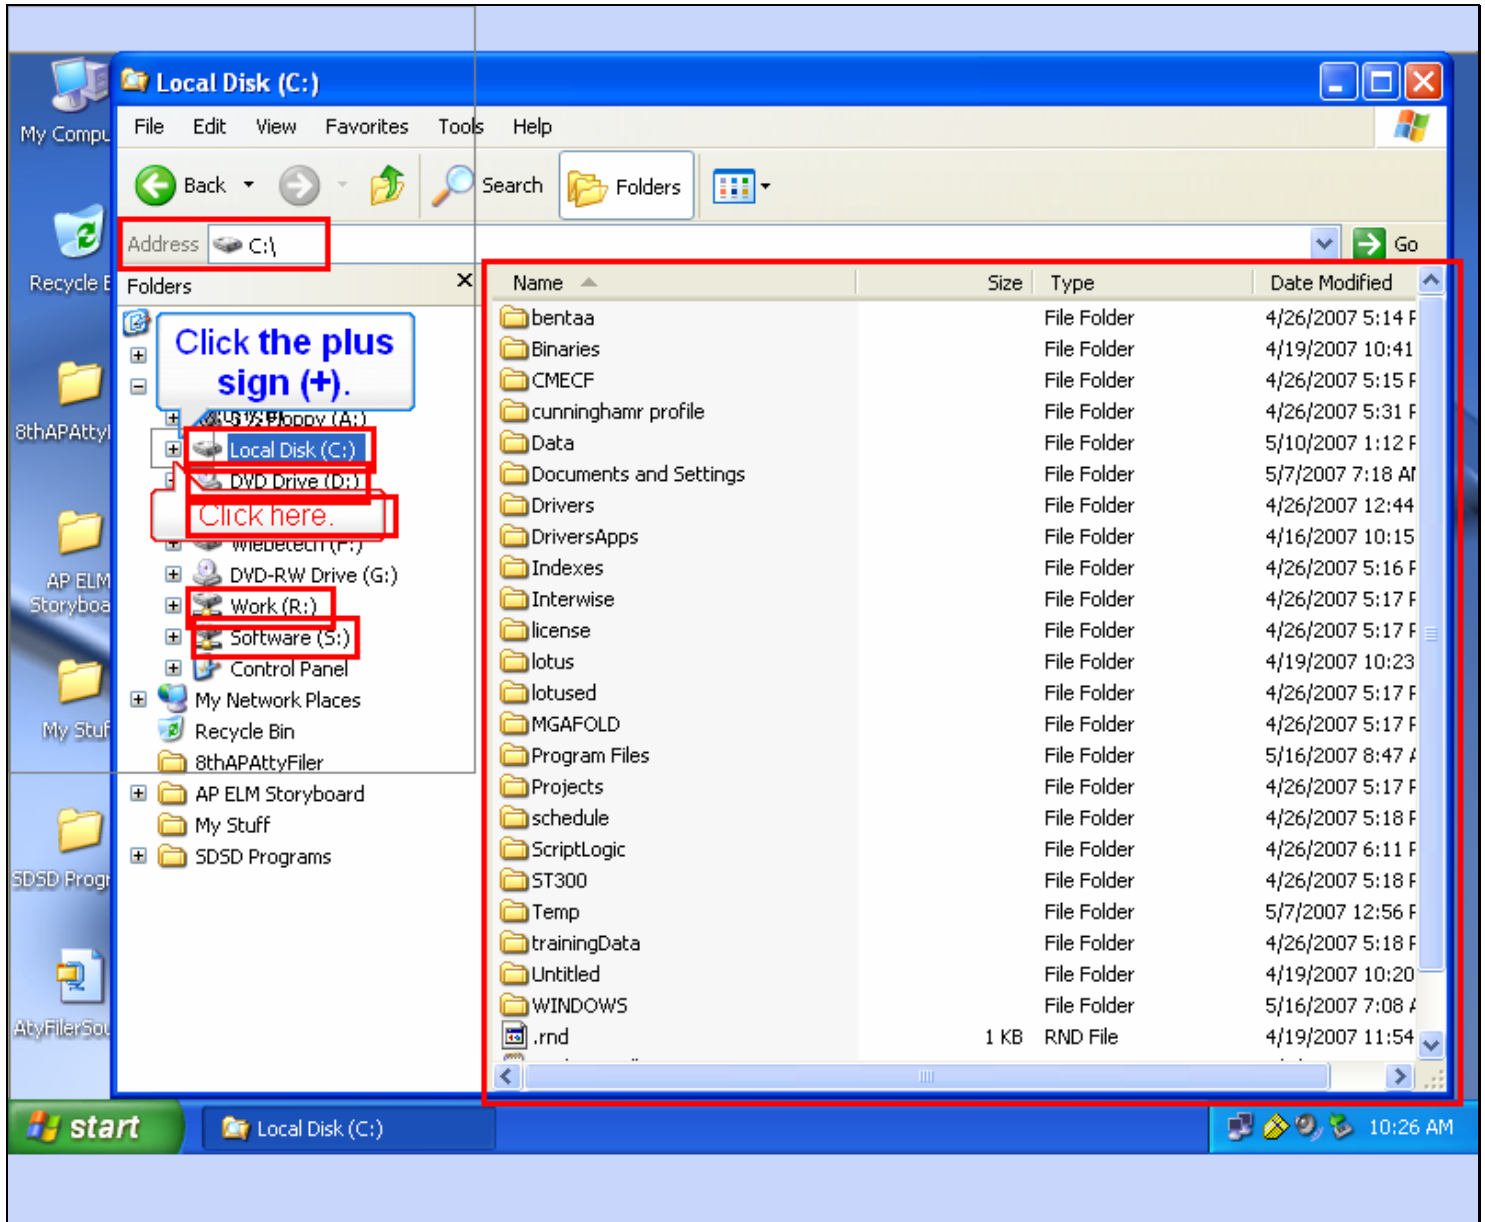 Local Disk (C:)
My Compu
File Edit View Favorites Tools Help
Back Search Folders
Address C:\ Go
Recycle B
Folders
Name Size Type Date Modified
Click the plus
sign (+).
3½ Floppy (A:)
Local Disk (C:)
DVD Drive (D:)
Click here.
WiebeTech (F:)
DVD-RW Drive (G:)
Work (R:)
Software (S:)
Control Panel
My Network Places
Recycle Bin
8thAPAttyFiler
AP ELM Storyboard
My Stuff
SDSD Programs
bentaa File Folder 4/26/2007 5:14 P
Binaries File Folder 4/19/2007 10:41
CMECF File Folder 4/26/2007 5:15 P
cunninghamr profile File Folder 4/26/2007 5:31 P
Data File Folder 5/10/2007 1:12 P
Documents and Settings File Folder 5/7/2007 7:18 AM
Drivers File Folder 4/26/2007 12:44
DriversApps File Folder 4/16/2007 10:15
Indexes File Folder 4/26/2007 5:16 P
Interwise File Folder 4/26/2007 5:17 P
license File Folder 4/26/2007 5:17 P
lotus File Folder 4/19/2007 10:23
lotused File Folder 4/26/2007 5:17 P
MGAFOLD File Folder 4/26/2007 5:17 P
Program Files File Folder 5/16/2007 8:47 A
Projects File Folder 4/26/2007 5:17 P
schedule File Folder 4/26/2007 5:18 P
ScriptLogic File Folder 4/26/2007 6:11 P
ST300 File Folder 4/26/2007 5:18 P
Temp File Folder 5/7/2007 12:56 P
trainingData File Folder 4/26/2007 5:18 P
Untitled File Folder 4/19/2007 10:20
WINDOWS File Folder 5/16/2007 7:08 A
.rnd 1 KB RND File 4/19/2007 11:54
8thAPAttyF
AP ELM
Storyboa
My Stuf
SDSD Progr
AtyFilerSou
start Local Disk (C:) 10:26 AM